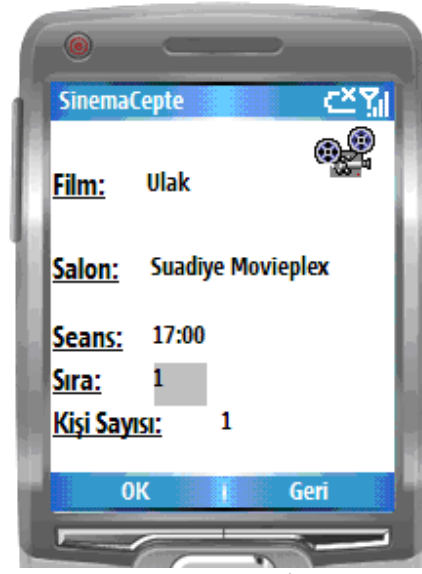 SinemaCepte
Film: Ulak
Salon: Suadiye Movieplex
Seans: 17:00
Sıra: 1
Kişi Sayısı: 1
OK Geri